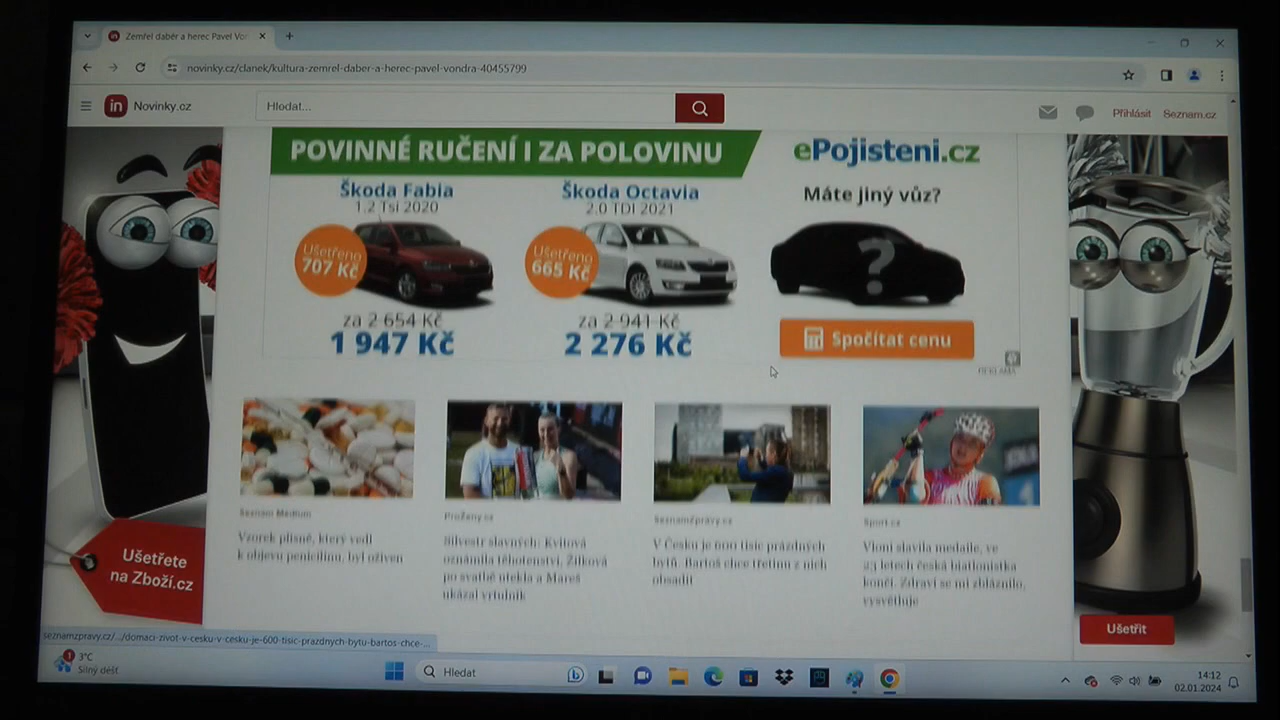 Zemřel dabér a herec Pavel Von
novinky.cz/clanek/kultura-zemrel-daber-a-herec-pavel-vondra-40455799
in Novinky.cz
Hledat...
Přihlásit
Seznam.cz
POVINNÉ RUČENÍ I ZA POLOVINU
ePojisteni.cz
Škoda Fabia
1.2 Tsi 2020
Ušetřeno
707 Kč
za 2 654 Kč
1 947 Kč
Škoda Octavia
2.0 TDI 2021
Ušetřeno
665 Kč
za 2 941 Kč
2 276 Kč
Máte jiný vůz?
?
Spočítat cenu
REKLAMA
Seznam Medium
Vzorek plísně, který vedl
k objevu penicilinu, byl oživen
ProŽeny.cz
Silvestr slavných: Kvitová
oznámila těhotenství, Žilková
po svatbě utekla a Mareš
ukázal vrtulník
SeznamZprávy.cz
V Česku je 600 tisíc prázdných
bytů. Bartoš chce třetinu z nich
obsadit
Sport.cz
Vloni slavila medaile, ve
23 letech česká biatlonistka
končí. Zdraví se mi zbláznilo,
vysvětluje
Ušetřete
na Zboží.cz
Ušetřit
seznamzpravy.cz/.../domaci-zivot-v-cesku-v-cesku-je-600-tisic-prazdnych-bytu-bartos-chce-...
1
3°C
Silný déšť
Hledat
14:12
02.01.2024